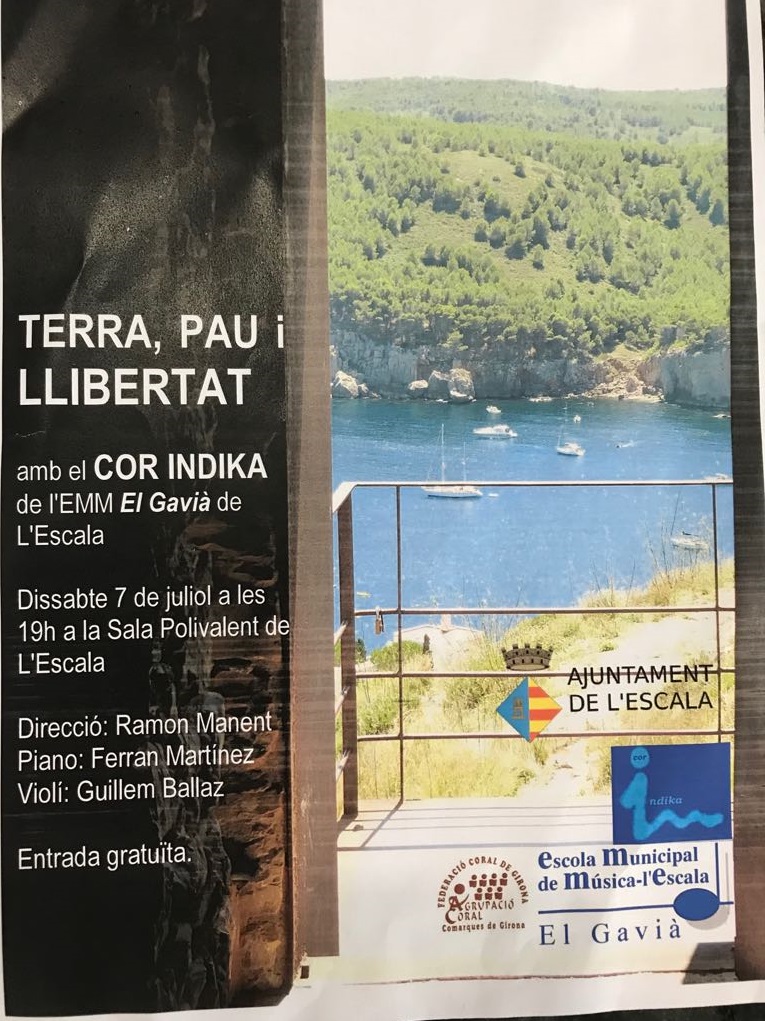 TERRA, PAU i
LLIBERTAT
amb el COR INDIKA
de l'EMM El Gavià de
L'Escala
Dissabte 7 de juliol a les
19h a la Sala Polivalent de
L'Escala
Direcció: Ramon Manent
Piano: Ferran Martínez
Violí: Guillem Ballaz
Entrada gratuïta.
AJUNTAMENT
DE L'ESCALA
cor
indika
FEDERACIÓ CORAL DE GIRONA
AGRUPACIÓ
CORAL
Comarques de Girona
escola municipal
de música-l'Escala
El Gavià